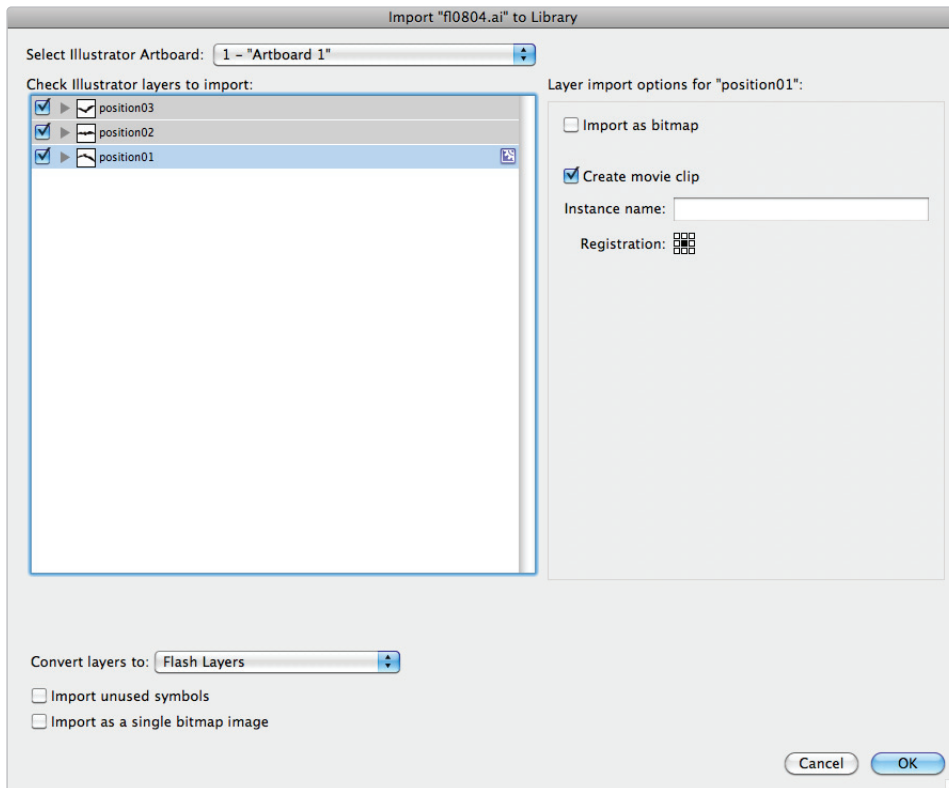 Import "fl0804.ai" to Library
Select Illustrator Artboard: 1 – "Artboard 1"
Check Illustrator layers to import:
position03
position02
position01
Layer import options for "position01":
Import as bitmap
Create movie clip
Instance name:
Registration:
Convert layers to: Flash Layers
Import unused symbols
Import as a single bitmap image
Cancel OK